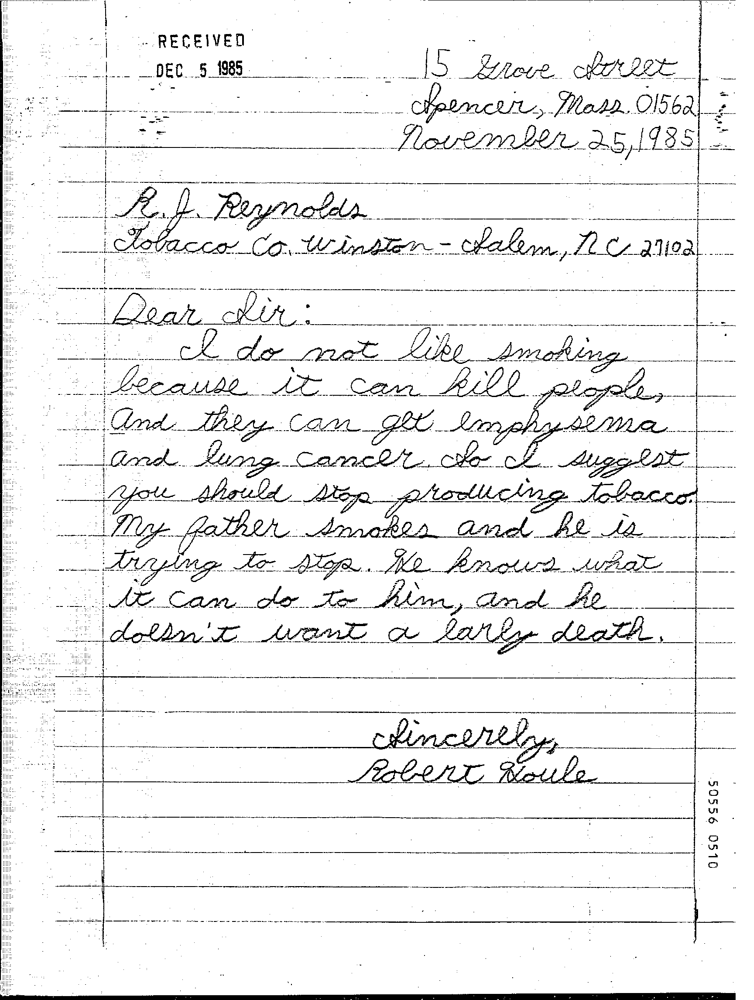 RECEIVED
DEC 5 1985
15 Grove Street
Spencer, Mass. 01562
November 25, 1985
R.J. Reynolds
Tobacco Co. Winston-Salem, NC 27102
Dear Sir:
I do not like smoking
because it can kill people,
and they can get emphysema
and lung cancer. So I suggest
you should stop producing tobacco.
My father smokes and he is
trying to stop. He knows what
it can do to him, and he
doesn't want a early death.
Sincerely,
Robert Houle
50556 0510